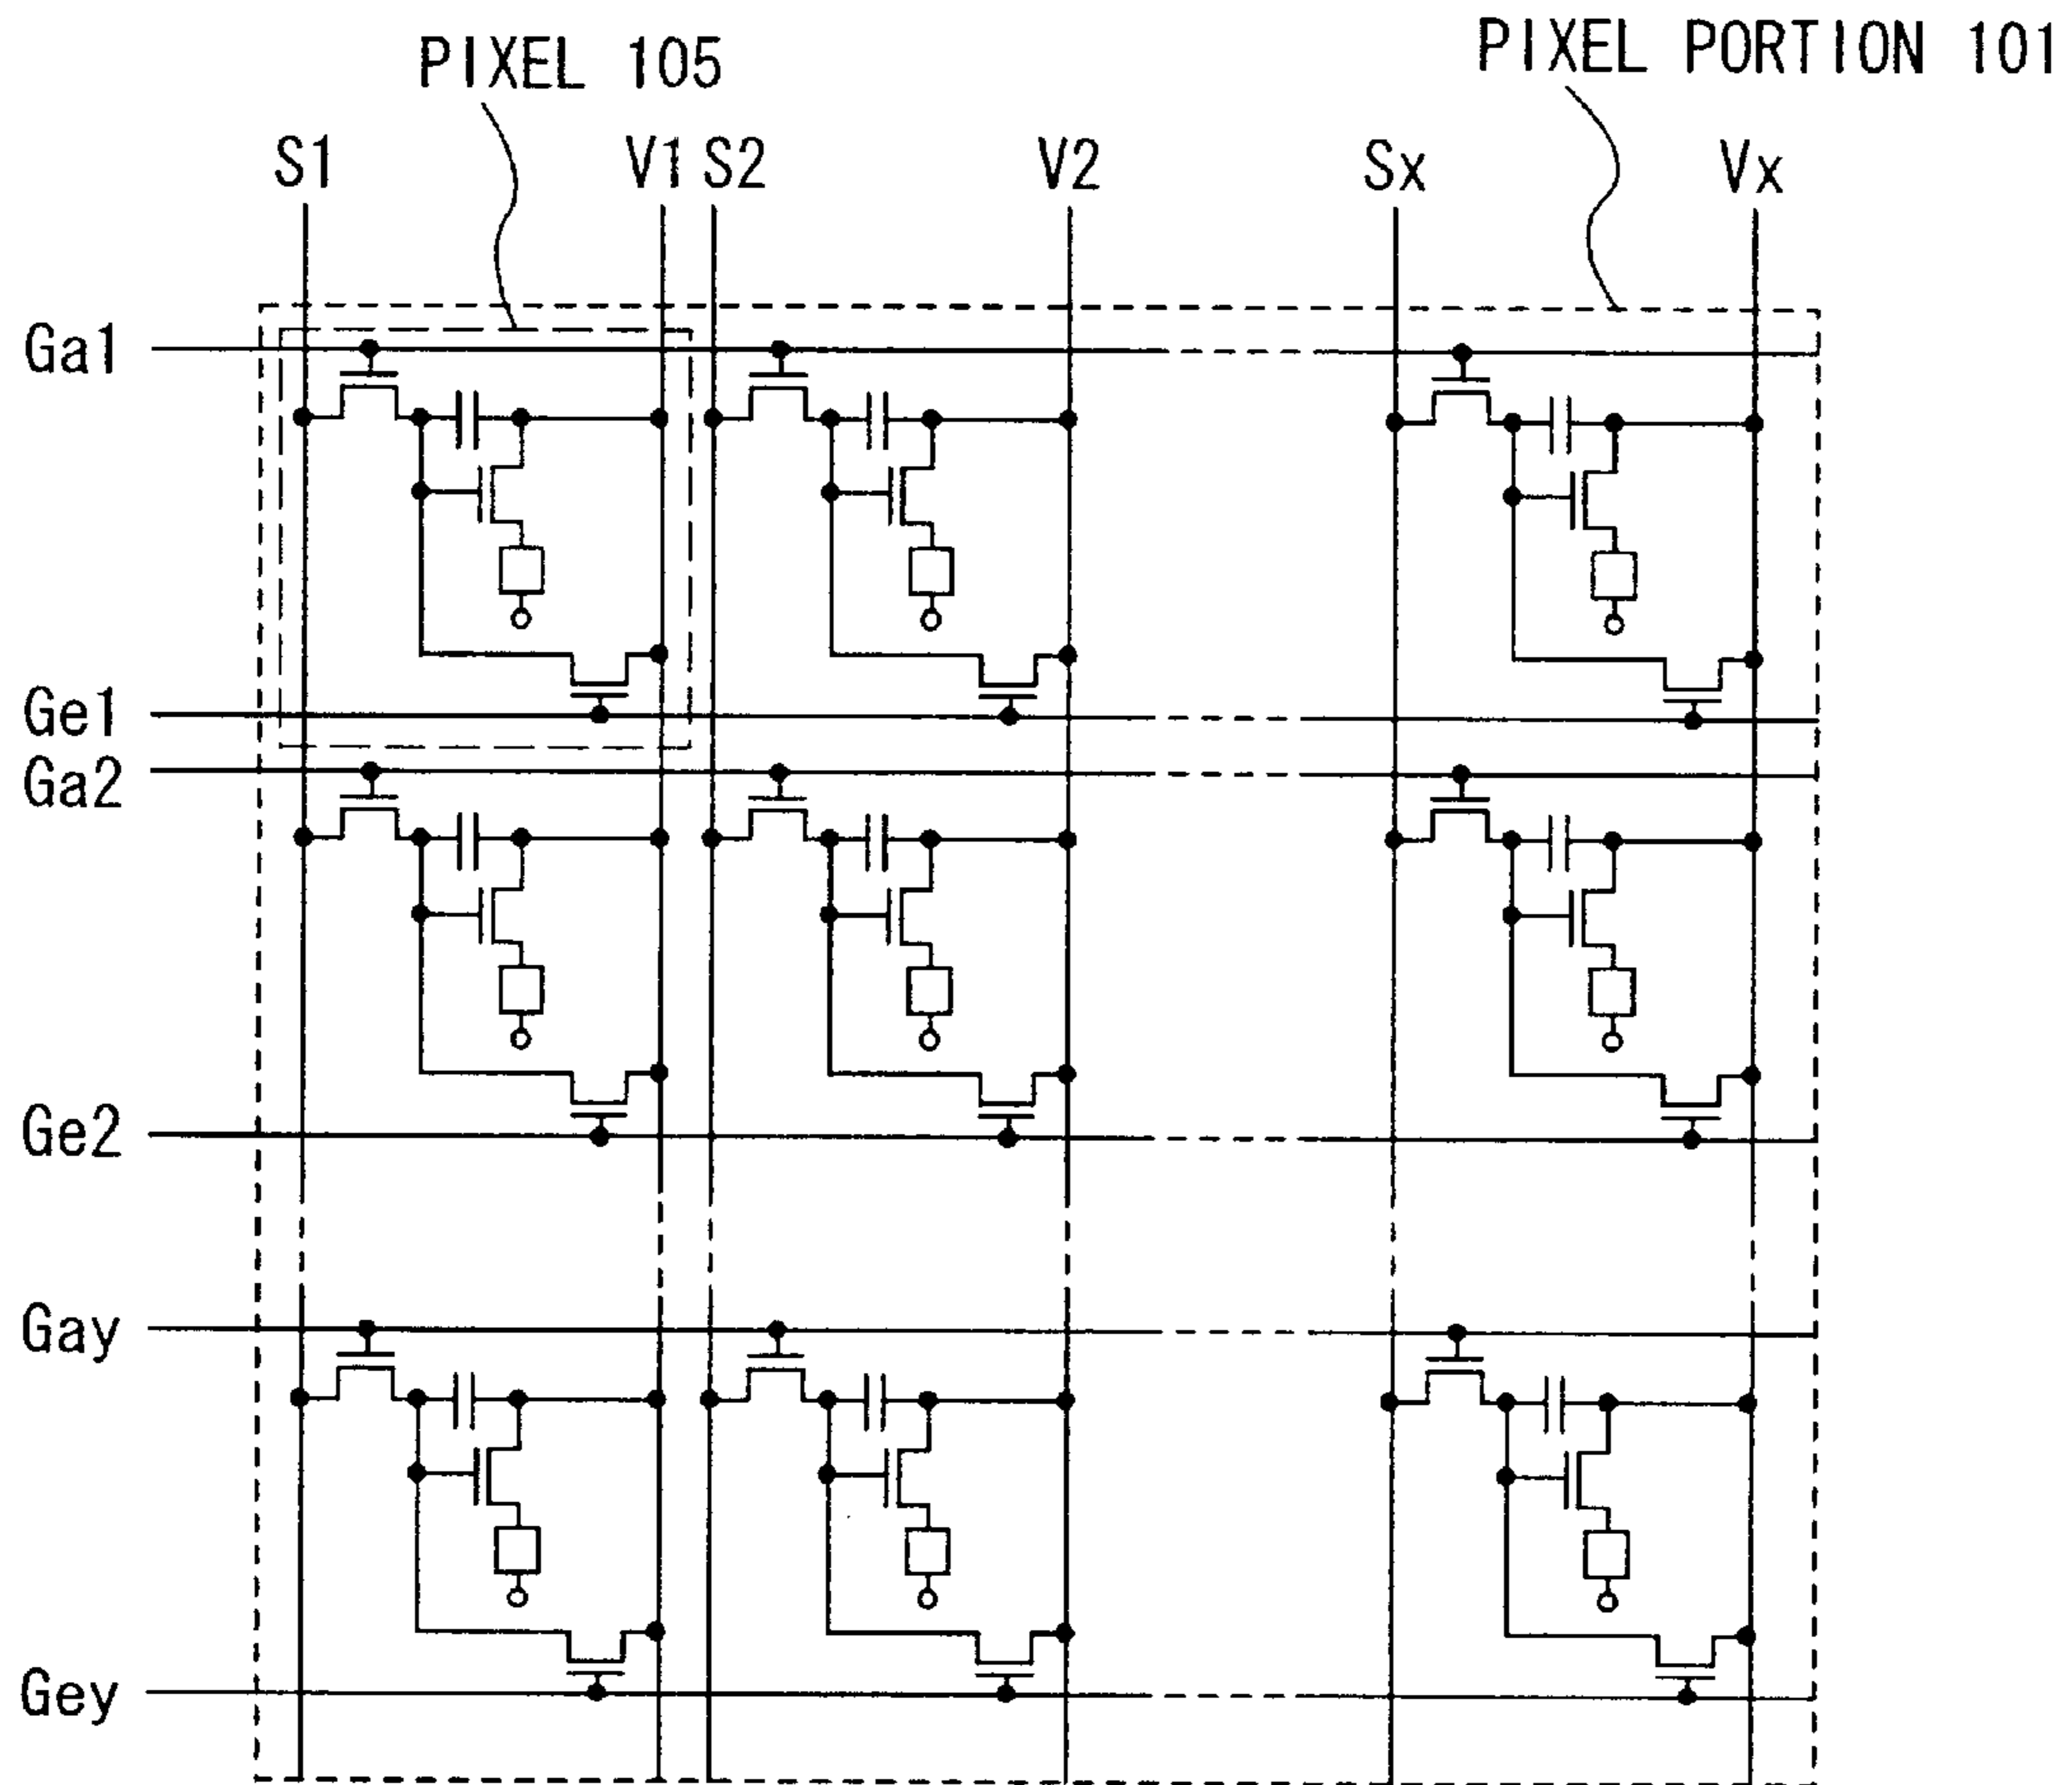 PIXEL 105
PIXEL PORTION 101
S1
V1
S2
V2
Sx
Vx
Ga1
Ge1
Ga2
Ge2
Gay
Gey